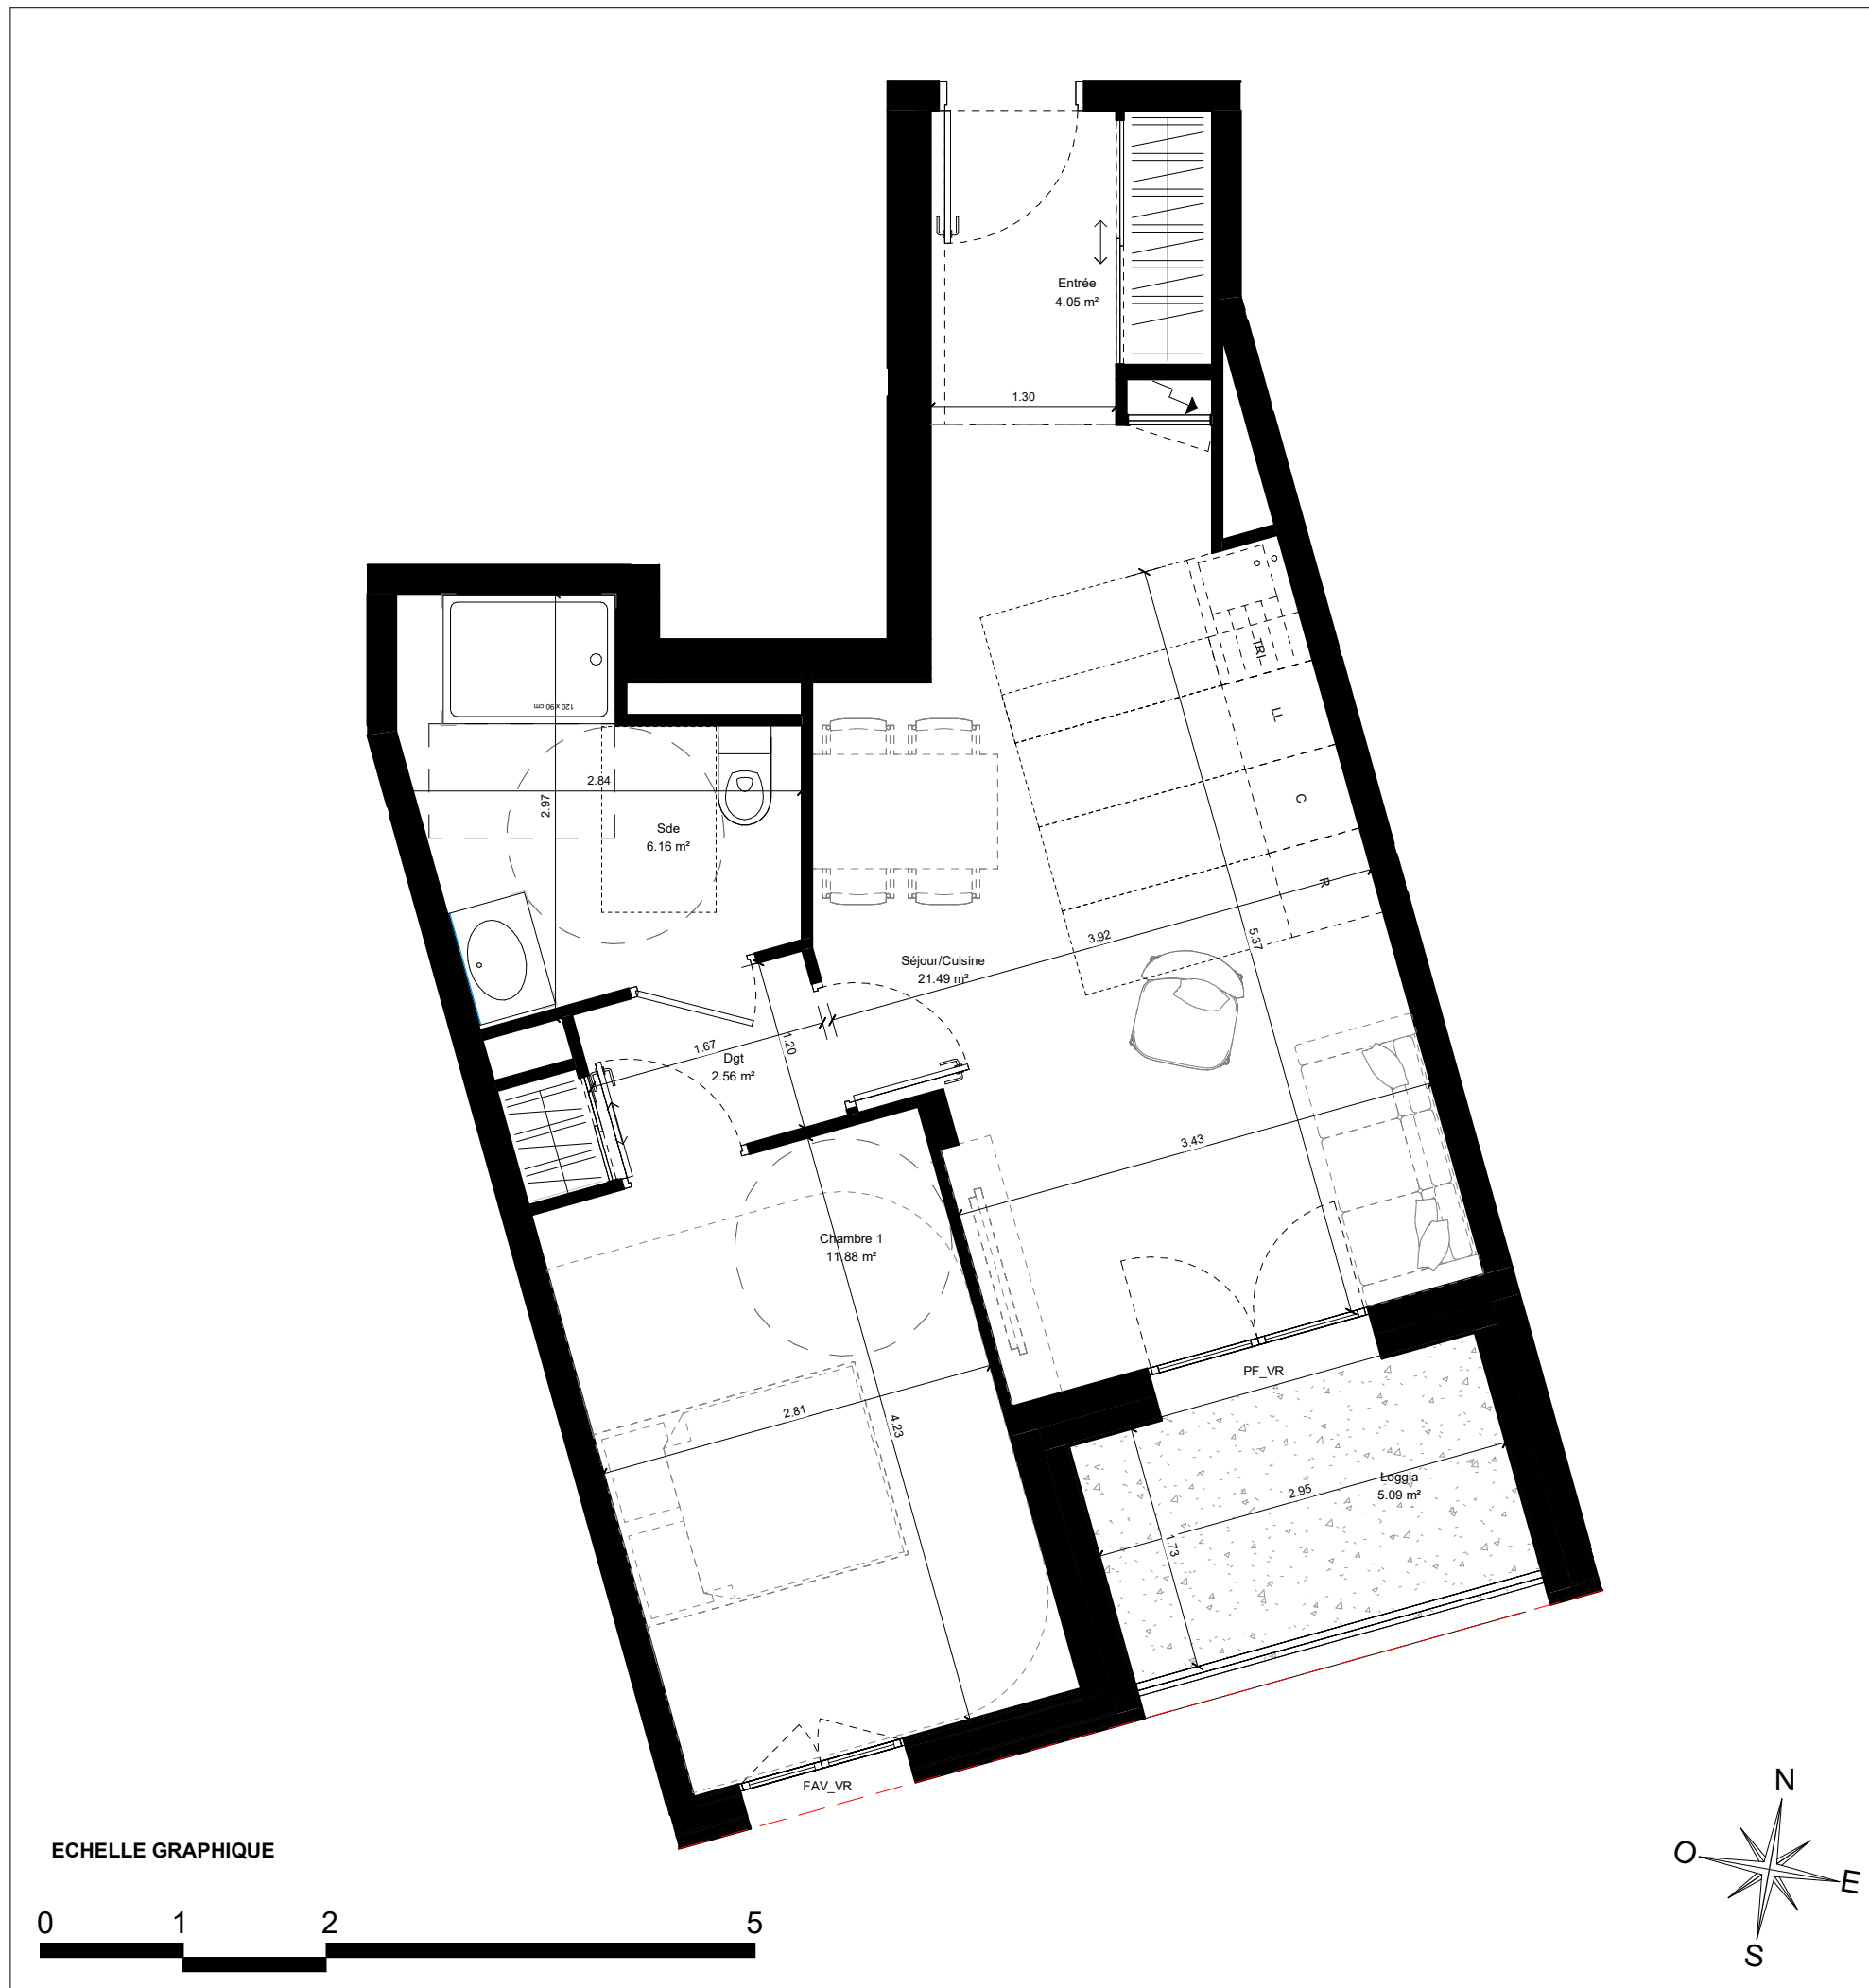 Entrée
4.05 m²
1.30
120 x 90 cm
2.84
2.97
Sde
6.16 m²
TRI
LL
C
R
3.92
5.37
Séjour/Cuisine
21.49 m²
1.67
1.20
Dgt
2.56 m²
3.43
Chambre 1
11.88 m²
PF_VR
2.81
4.23
Loggia
5.09 m²
2.95
1.73
FAV_VR
ECHELLE GRAPHIQUE
0 1 2 5
N
O
E
S